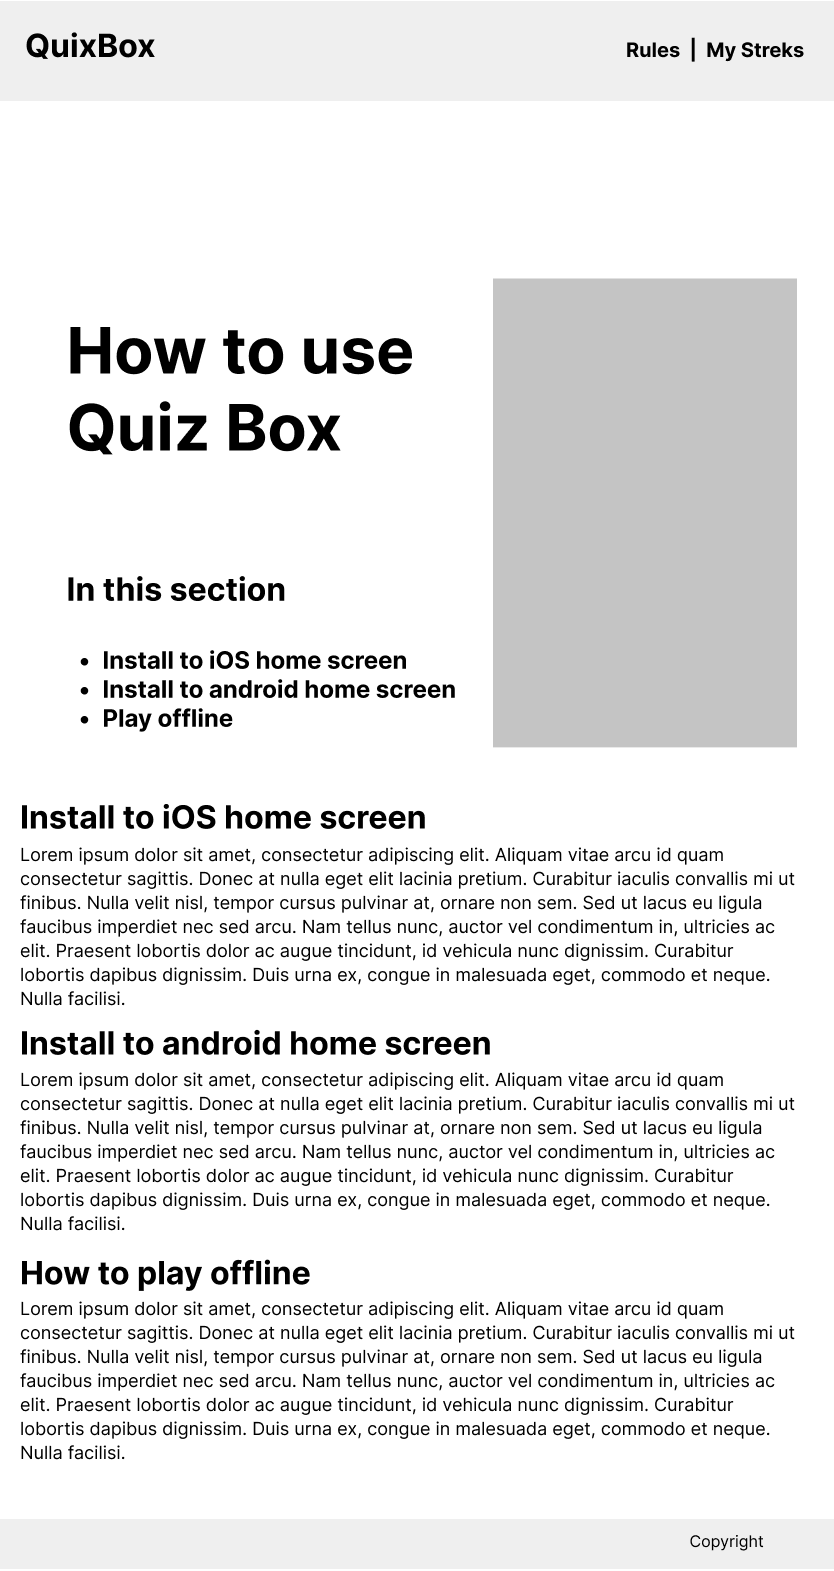 QuixBox
Rules | My Streks
How to use
Quiz Box
In this section
• Install to iOS home screen
• Install to android home screen
• Play offline
Install to iOS home screen
Lorem ipsum dolor sit amet, consectetur adipiscing elit. Aliquam vitae arcu id quam
consectetur sagittis. Donec at nulla eget elit lacinia pretium. Curabitur iaculis convallis mi ut
finibus. Nulla velit nisl, tempor cursus pulvinar at, ornare non sem. Sed ut lacus eu ligula
faucibus imperdiet nec sed arcu. Nam tellus nunc, auctor vel condimentum in, ultricies ac
elit. Praesent lobortis dolor ac augue tincidunt, id vehicula nunc dignissim. Curabitur
lobortis dapibus dignissim. Duis urna ex, congue in malesuada eget, commodo et neque.
Nulla facilisi.
Install to android home screen
Lorem ipsum dolor sit amet, consectetur adipiscing elit. Aliquam vitae arcu id quam
consectetur sagittis. Donec at nulla eget elit lacinia pretium. Curabitur iaculis convallis mi ut
finibus. Nulla velit nisl, tempor cursus pulvinar at, ornare non sem. Sed ut lacus eu ligula
faucibus imperdiet nec sed arcu. Nam tellus nunc, auctor vel condimentum in, ultricies ac
elit. Praesent lobortis dolor ac augue tincidunt, id vehicula nunc dignissim. Curabitur
lobortis dapibus dignissim. Duis urna ex, congue in malesuada eget, commodo et neque.
Nulla facilisi.
How to play offline
Lorem ipsum dolor sit amet, consectetur adipiscing elit. Aliquam vitae arcu id quam
consectetur sagittis. Donec at nulla eget elit lacinia pretium. Curabitur iaculis convallis mi ut
finibus. Nulla velit nisl, tempor cursus pulvinar at, ornare non sem. Sed ut lacus eu ligula
faucibus imperdiet nec sed arcu. Nam tellus nunc, auctor vel condimentum in, ultricies ac
elit. Praesent lobortis dolor ac augue tincidunt, id vehicula nunc dignissim. Curabitur
lobortis dapibus dignissim. Duis urna ex, congue in malesuada eget, commodo et neque.
Nulla facilisi.
Copyright